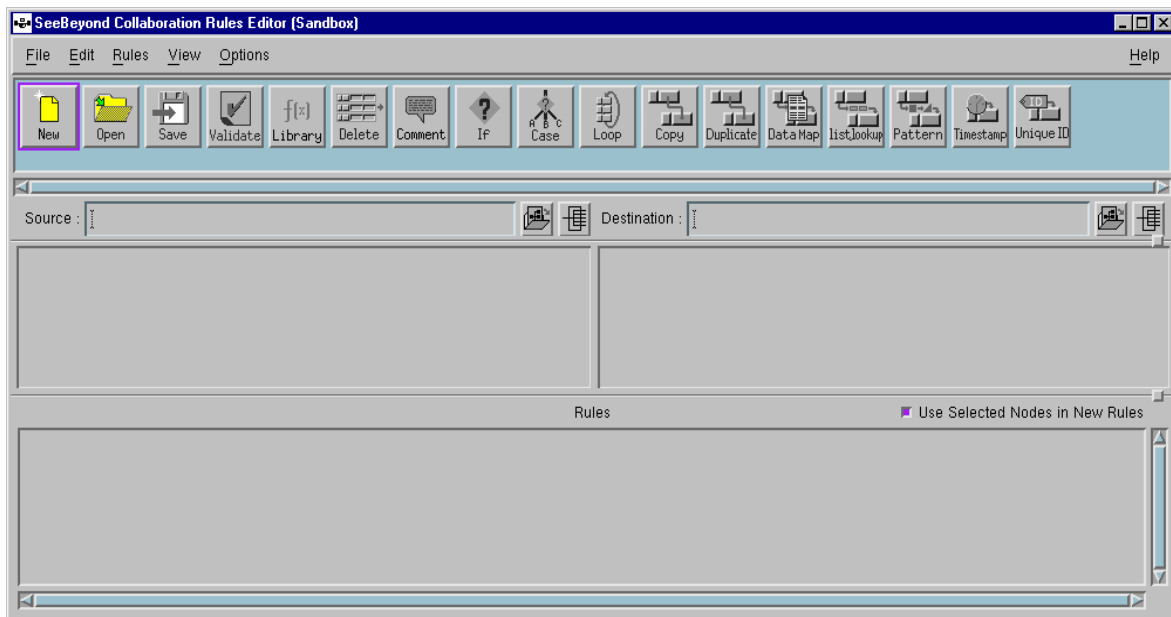 SeeBeyond Collaboration Rules Editor (Sandbox)
File Edit Rules View Options Help
New Open Save Validate Library Delete Comment If Case Loop Copy Duplicate Data Map list lookup Pattern Timestamp Unique ID
Source : Destination :
Rules Use Selected Nodes in New Rules